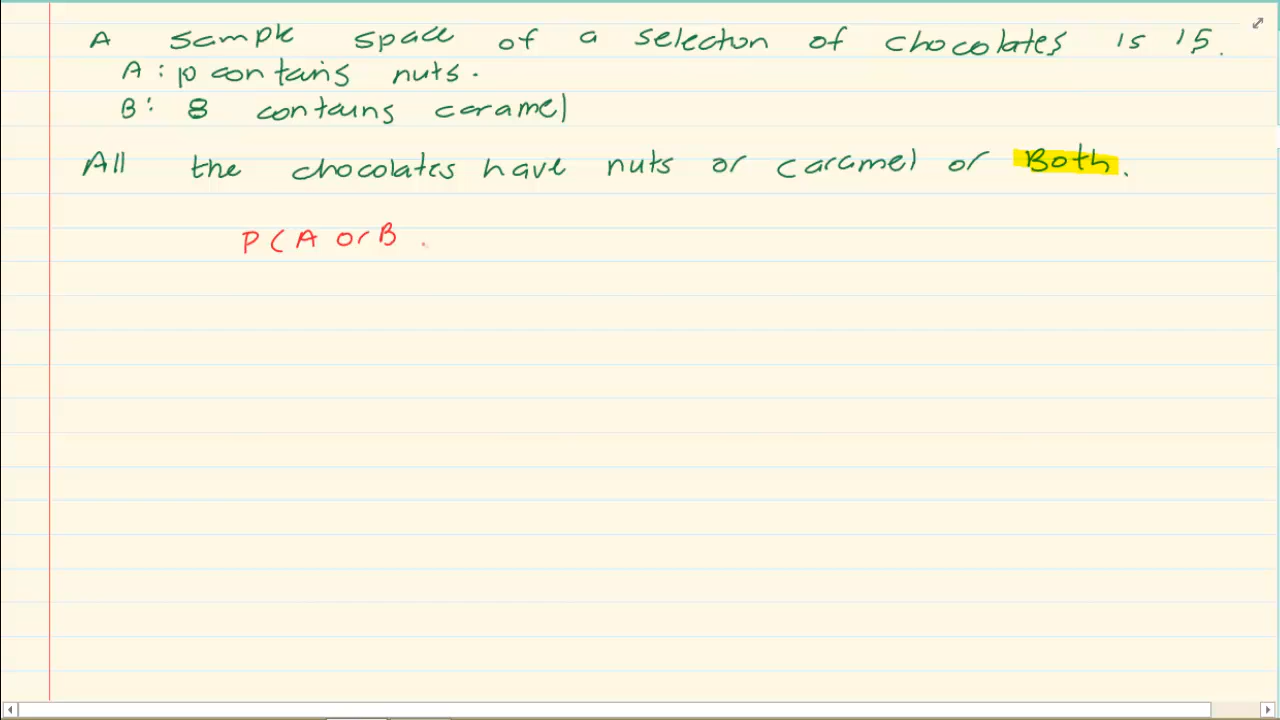 A sample space of a selecton of chocolates is 15.
A: 10 contains nuts.
B: 8 contains caramel
All the chocolates have nuts or caramel or Both.
P(A or B